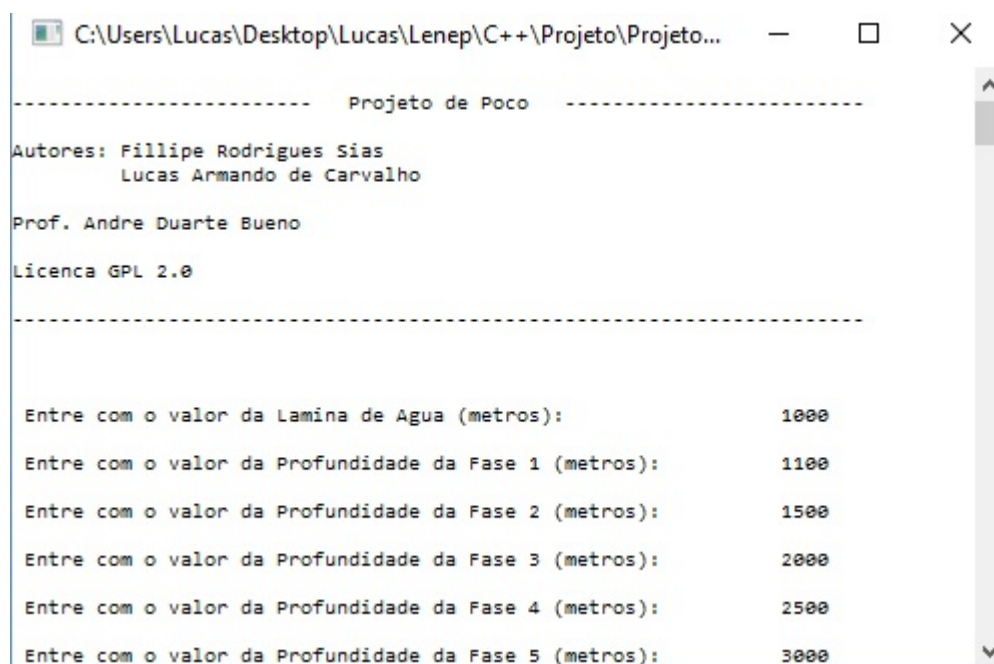 C:\Users\Lucas\Desktop\Lucas\Lenep\C++\Projeto\Projeto...
------------------------- Projeto de Poco -------------------------
Autores: Fillipe Rodrigues Sias
Lucas Armando de Carvalho
Prof. Andre Duarte Bueno
Licenca GPL 2.0
-----------------------------------------------------------------------
Entre com o valor da Lamina de Agua (metros): 1000
Entre com o valor da Profundidade da Fase 1 (metros): 1100
Entre com o valor da Profundidade da Fase 2 (metros): 1500
Entre com o valor da Profundidade da Fase 3 (metros): 2000
Entre com o valor da Profundidade da Fase 4 (metros): 2500
Entre com o valor da Profundidade da Fase 5 (metros): 3000